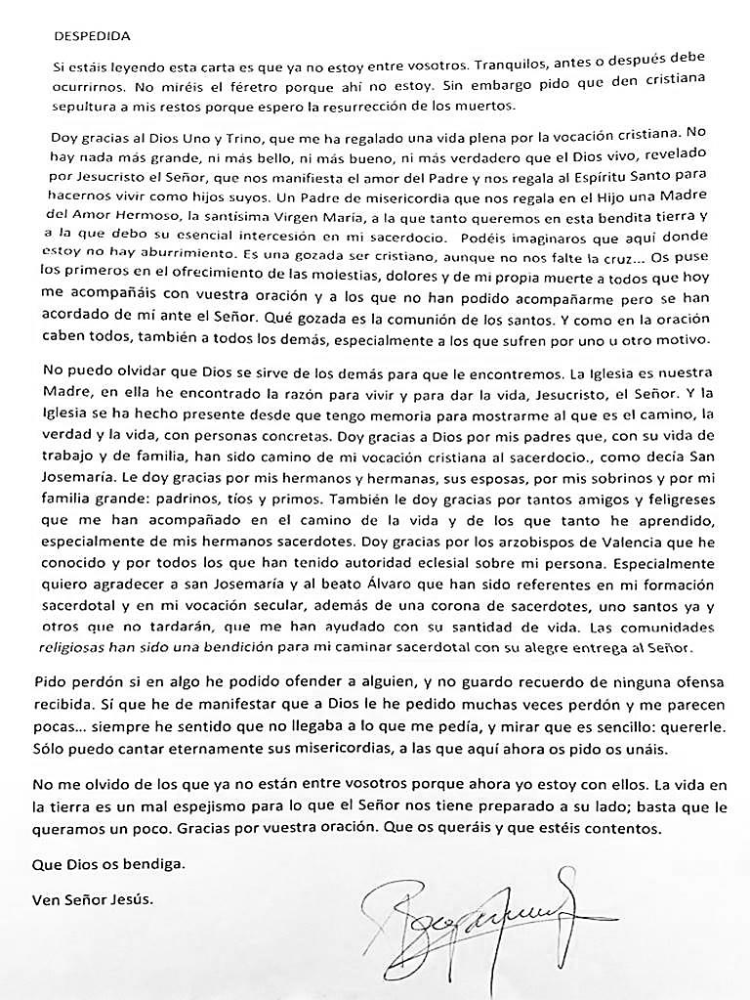 DESPEDIDA
Si estáis leyendo esta carta es que ya no estoy entre vosotros. Tranquilos, antes o después debe
ocurrirnos. No miréis el féretro porque ahí no estoy. Sin embargo pido que den cristiana
sepultura a mis restos porque espero la resurrección de los muertos.
Doy gracias al Dios Uno y Trino, que me ha regalado una vida plena por la vocación cristiana. No
hay nada más grande, ni más bello, ni más bueno, ni más verdadero que el Dios vivo, revelado
por Jesucristo el Señor, que nos manifiesta el amor del Padre y nos regala al Espíritu Santo para
hacernos vivir como hijos suyos. Un Padre de misericordia que nos regala en el Hijo una Madre
del Amor Hermoso, la santísima Virgen María, a la que tanto queremos en esta bendita tierra y
a la que debo su esencial intercesión en mi sacerdocio. Podéis imaginaros que aquí donde
estoy no hay aburrimiento. Es una gozada ser cristiano, aunque no nos falte la cruz... Os puse
los primeros en el ofrecimiento de las molestias, dolores y de mi propia muerte a todos que hoy
me acompañáis con vuestra oración y a los que no han podido acompañarme pero se han
acordado de mí ante el Señor. Qué gozada es la comunión de los santos. Y como en la oración
caben todos, también a todos los demás, especialmente a los que sufren por uno u otro motivo.
No puedo olvidar que Dios se sirve de los demás para que le encontremos. La Iglesia es nuestra
Madre, en ella he encontrado la razón para vivir y para dar la vida, Jesucristo, el Señor. Y la
Iglesia se ha hecho presente desde que tengo memoria para mostrarme al que es el camino, la
verdad y la vida, con personas concretas. Doy gracias a Dios por mis padres que, con su vida de
trabajo y de familia, han sido camino de mi vocación cristiana al sacerdocio., como decía San
Josemaría. Le doy gracias por mis hermanos y hermanas, sus esposas, por mis sobrinos y por mi
familia grande: padrinos, tíos y primos. También le doy gracias por tantos amigos y feligreses
que me han acompañado en el camino de la vida y de los que tanto he aprendido,
especialmente de mis hermanos sacerdotes. Doy gracias por los arzobispos de Valencia que he
conocido y por todos los que han tenido autoridad eclesial sobre mi persona. Especialmente
quiero agradecer a san Josemaría y al beato Álvaro que han sido referentes en mi formación
sacerdotal y en mi vocación secular, además de una corona de sacerdotes, uno santos ya y
otros que no tardarán, que me han ayudado con su santidad de vida. Las comunidades
religiosas han sido una bendición para mi caminar sacerdotal con su alegre entrega al Señor.
Pido perdón si en algo he podido ofender a alguien, y no guardo recuerdo de ninguna ofensa
recibida. Sí que he de manifestar que a Dios le he pedido muchas veces perdón y me parecen
pocas... siempre he sentido que no llegaba a lo que me pedía, y mirar que es sencillo: quererle.
Sólo puedo cantar eternamente sus misericordias, a las que aquí ahora os pido os unáis.
No me olvido de los que ya no están entre vosotros porque ahora yo estoy con ellos. La vida en
la tierra es un mal espejismo para lo que el Señor nos tiene preparado a su lado; basta que le
queramos un poco. Gracias por vuestra oración. Que os queráis y que estéis contentos.
Que Dios os bendiga.
Ven Señor Jesús.